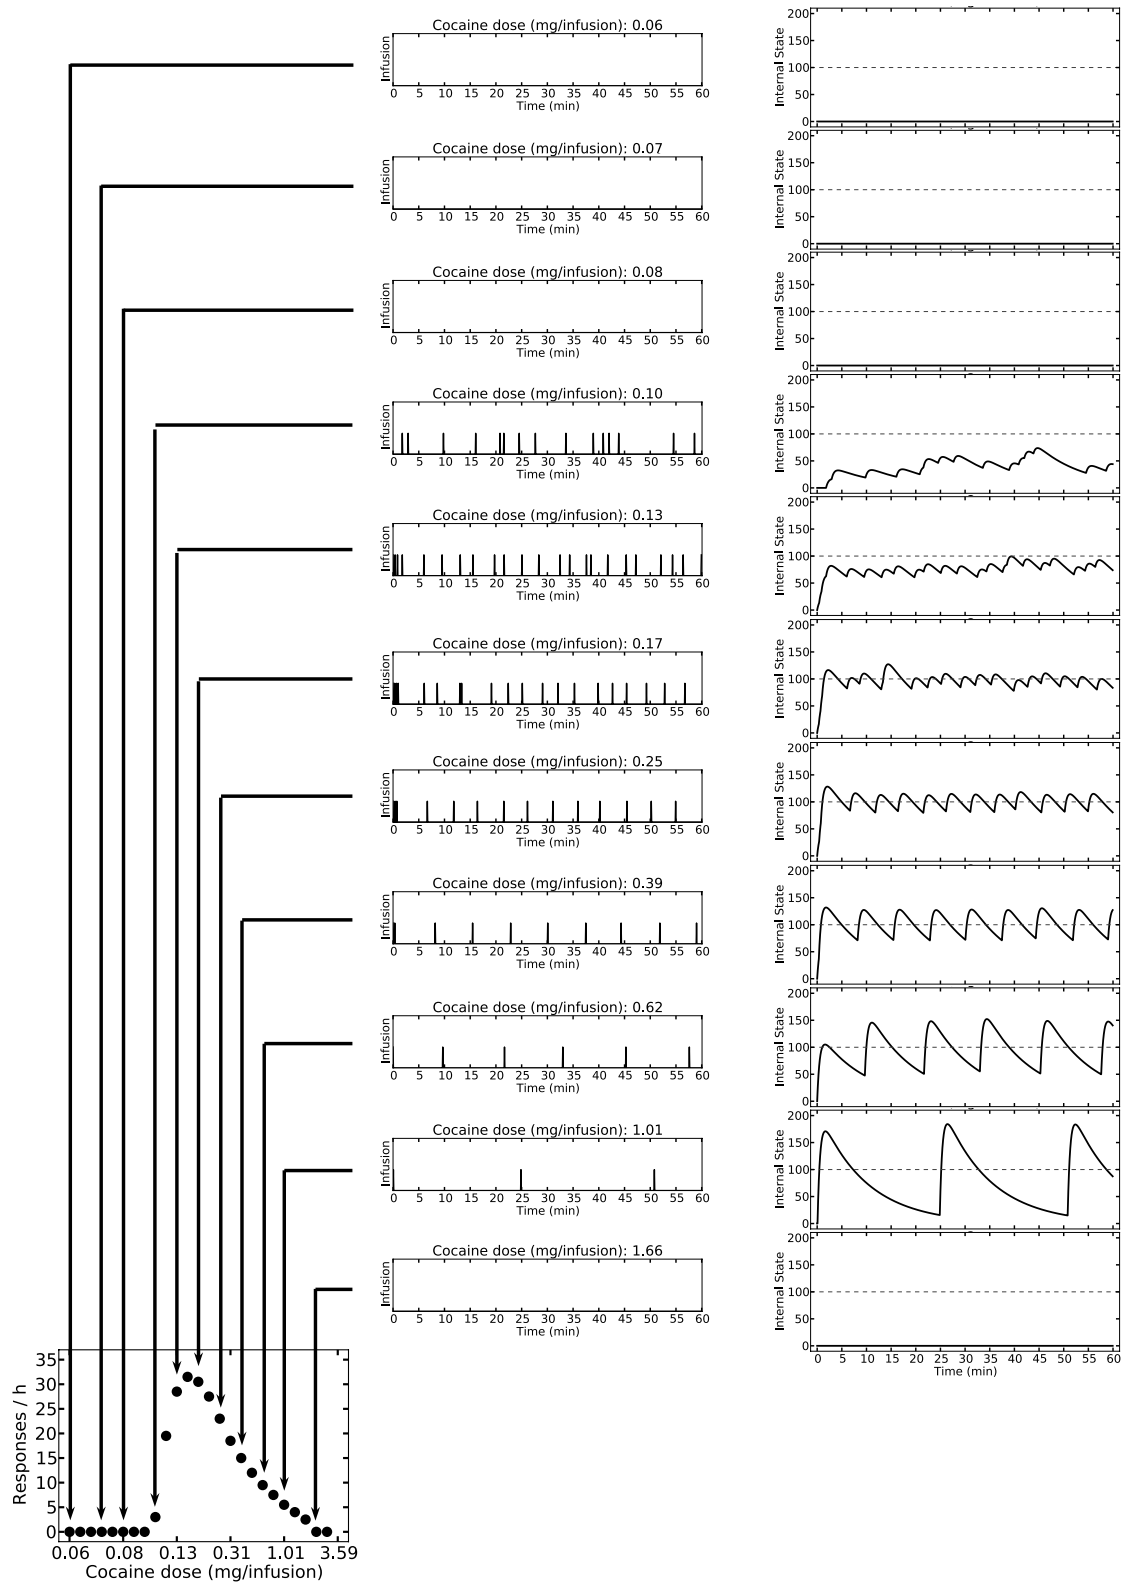 Cocaine dose (mg/infusion): 0.06
Infusion
0 5 10 15 20 25 30 35 40 45 50 55 60
Time (min)
Internal State
200
150
100
50
0
Cocaine dose (mg/infusion): 0.07
Infusion
0 5 10 15 20 25 30 35 40 45 50 55 60
Time (min)
Internal State
200
150
100
50
0
Cocaine dose (mg/infusion): 0.08
Infusion
0 5 10 15 20 25 30 35 40 45 50 55 60
Time (min)
Internal State
200
150
100
50
0
Cocaine dose (mg/infusion): 0.10
Infusion
0 5 10 15 20 25 30 35 40 45 50 55 60
Time (min)
Internal State
200
150
100
50
0
Cocaine dose (mg/infusion): 0.13
Infusion
0 5 10 15 20 25 30 35 40 45 50 55 60
Time (min)
Internal State
200
150
100
50
0
Cocaine dose (mg/infusion): 0.17
Infusion
0 5 10 15 20 25 30 35 40 45 50 55 60
Time (min)
Internal State
200
150
100
50
0
Cocaine dose (mg/infusion): 0.25
Infusion
0 5 10 15 20 25 30 35 40 45 50 55 60
Time (min)
Internal State
200
150
100
50
0
Cocaine dose (mg/infusion): 0.39
Infusion
0 5 10 15 20 25 30 35 40 45 50 55 60
Time (min)
Internal State
200
150
100
50
0
Cocaine dose (mg/infusion): 0.62
Infusion
0 5 10 15 20 25 30 35 40 45 50 55 60
Time (min)
Internal State
200
150
100
50
0
Cocaine dose (mg/infusion): 1.01
Infusion
0 5 10 15 20 25 30 35 40 45 50 55 60
Time (min)
Internal State
200
150
100
50
0
Cocaine dose (mg/infusion): 1.66
Infusion
0 5 10 15 20 25 30 35 40 45 50 55 60
Time (min)
Internal State
200
150
100
50
0
0 5 10 15 20 25 30 35 40 45 50 55 60
Time (min)
Responses / h
35
30
25
20
15
10
5
0
0.06 0.08 0.13 0.31 1.01 3.59
Cocaine dose (mg/infusion)